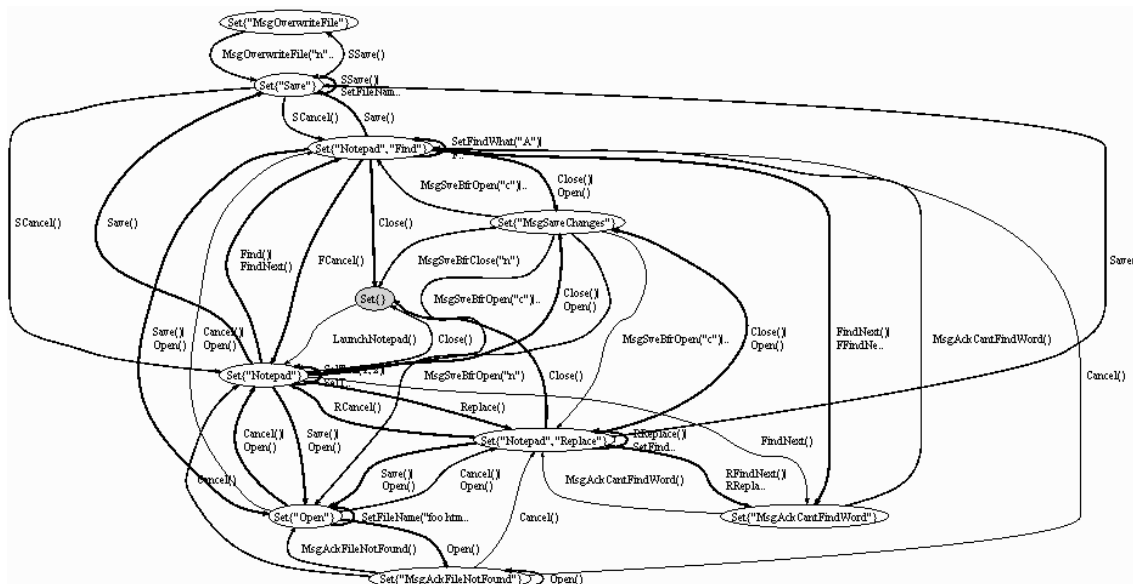 Set{"MsgOverwriteFile"}
MsgOverwriteFile("n"..
SSave()
Set{"Save"}
SSave()|
SetFileNam..
SCancel()
Save()
SetFindWhat("A")|
F..
Set{"Notepad","Find"}
MsgSveBfrOpen("c")|..
Close()|
Open()
SCancel()
Save()
Close()
Set{"MsgSaveChanges"}
Find()|
FindNext()
FCancel()
MsgSveBfrClose("n")
Save()
Set{}
MsgSveBfrOpen("c")|..
Close()|
Open()
Save()|
Open()
Cancel()|
Open()
LaunchNotepad()
Close()
MsgSveBfrOpen("c")|..
Close()|
Open()
FindNext()|
FFindNe..
MsgAckCantFindWord()
Set{"Notepad"}
MsgSveBfrOpen("n")
Close()
Cancel()
RCancel()
Replace()
Cancel()|
Open()
Save()|
Open()
Set{"Notepad","Replace"}
RReplace()|
SetFind..
FindNext()
Cancel()
Save()|
Open()
Cancel()|
Open()
MsgAckCantFindWord()
RFindNext()|
RRepla..
Set{"Open"}
SetFileName("foo.htm..
Cancel()
Set{"MsgAckCantFindWord"}
MsgAckFileNotFound()
Open()
Set{"MsgAckFileNotFound"}
Open()